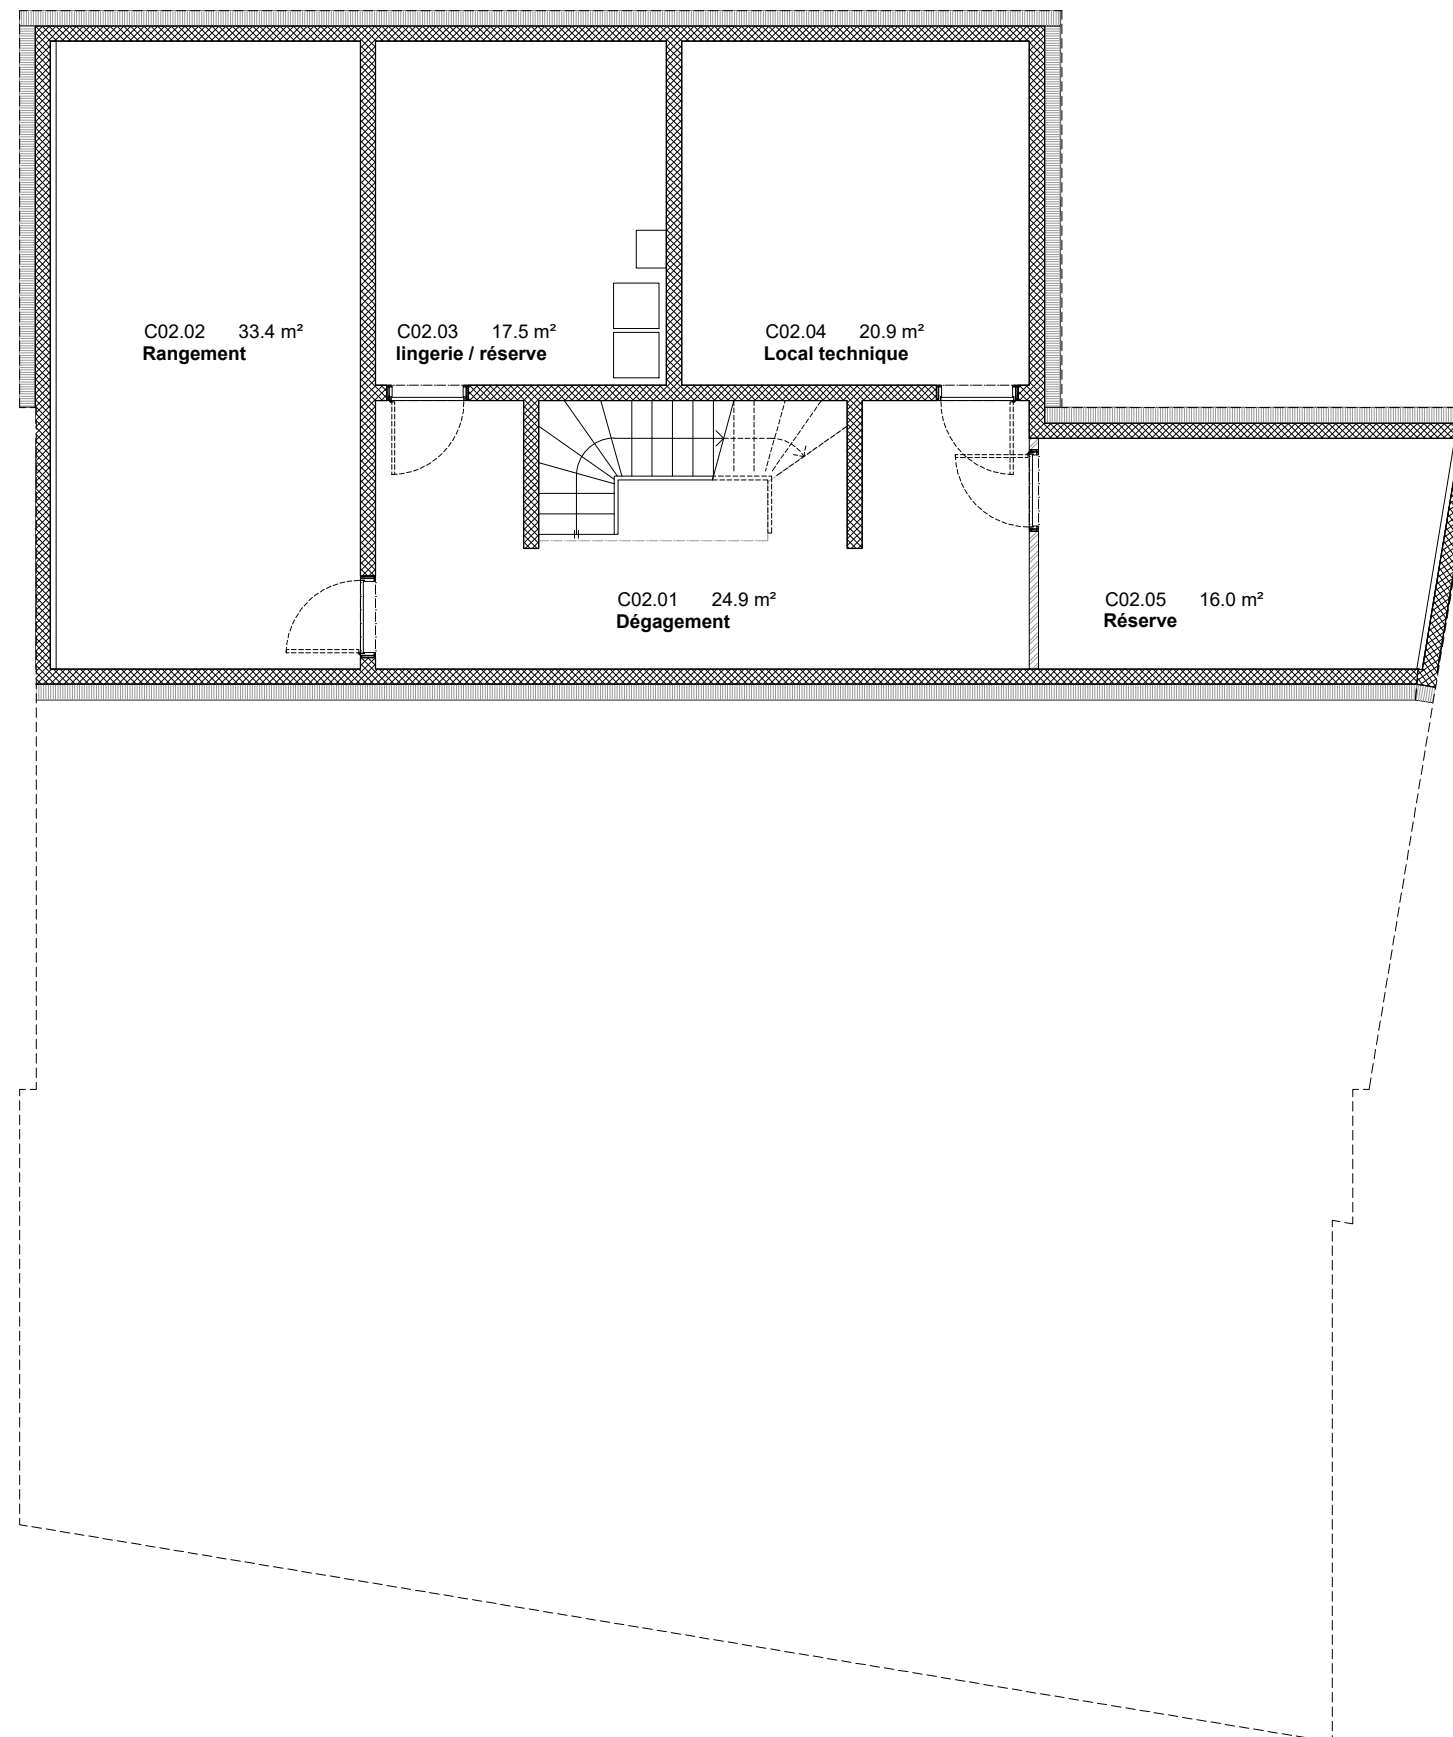 C02.02 33.4 m²
Rangement
C02.03 17.5 m²
lingerie / réserve
C02.04 20.9 m²
Local technique
C02.01 24.9 m²
Dégagement
C02.05 16.0 m²
Réserve